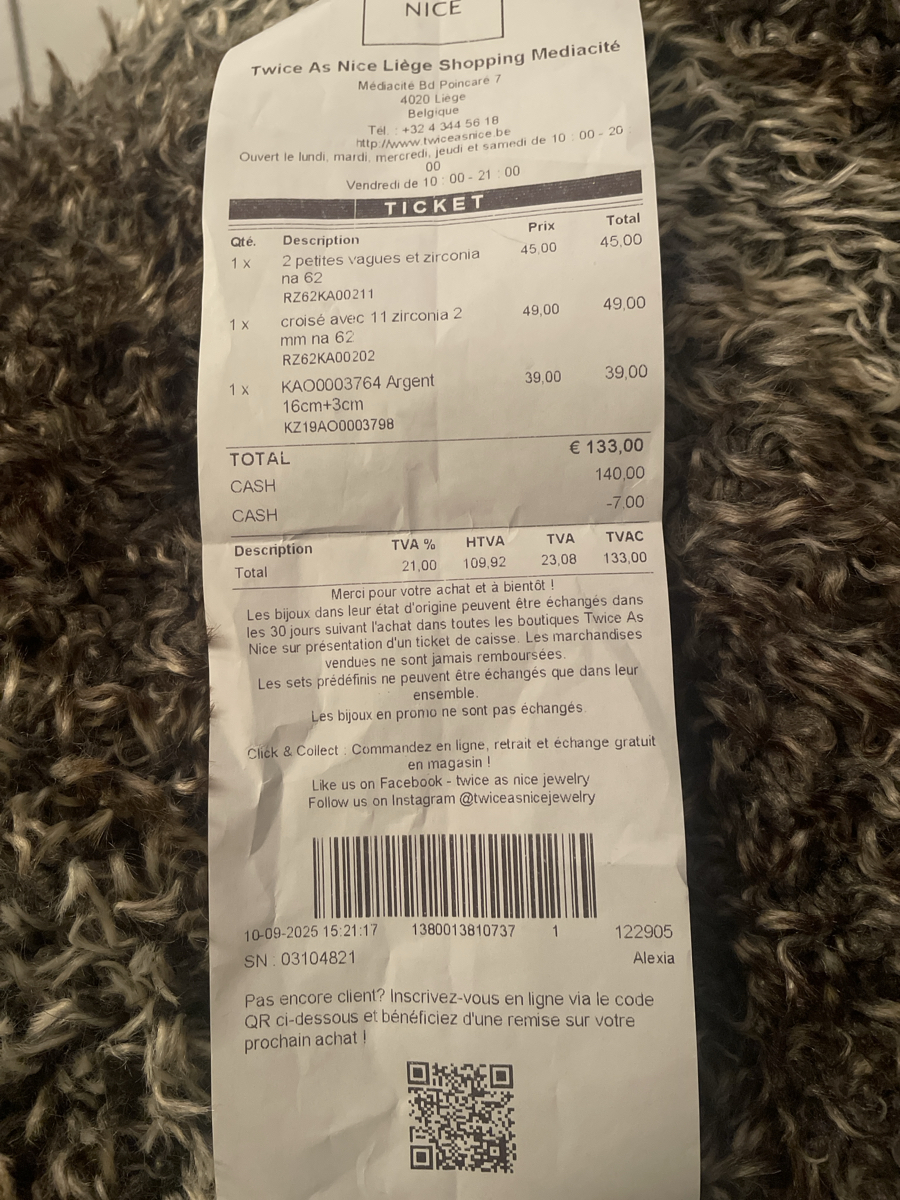 NICE
Twice As Nice Liège Shopping Mediacité
Médiacité Bd Poincaré 7
4020 Liège
Belgique
Tél. : +32 4 344 56 18
http://www.twiceasnice.be
Ouvert le lundi, mardi, mercredi, jeudi et samedi de 10 : 00 - 20 :
00
Vendredi de 10 : 00 - 21 : 00
TICKET
Qté. Description Prix Total
1 x 2 petites vagues et zirconia 45,00 45,00
na 62
RZ62KA00211
1 x croisé avec 11 zirconia 2 49,00 49,00
mm na 62
RZ62KA00202
1 x KAO0003764 Argent 39,00 39,00
16cm+3cm
KZ19AO0003798
TOTAL € 133,00
CASH 140,00
CASH -7,00
Description TVA % HTVA TVA TVAC
Total 21,00 109,92 23,08 133,00
Merci pour votre achat et à bientôt !
Les bijoux dans leur état d'origine peuvent être échangés dans
les 30 jours suivant l'achat dans toutes les boutiques Twice As
Nice sur présentation d'un ticket de caisse. Les marchandises
vendues ne sont jamais remboursées.
Les sets prédéfinis ne peuvent être échangés que dans leur
ensemble.
Les bijoux en promo ne sont pas échangés.
Click & Collect : Commandez en ligne, retrait et échange gratuit
en magasin !
Like us on Facebook - twice as nice jewelry
Follow us on Instagram @twiceasnicejewelry
10-09-2025 15:21:17 1380013810737 1 122905
SN : 03104821 Alexia
Pas encore client? Inscrivez-vous en ligne via le code
QR ci-dessous et bénéficiez d'une remise sur votre
prochain achat !